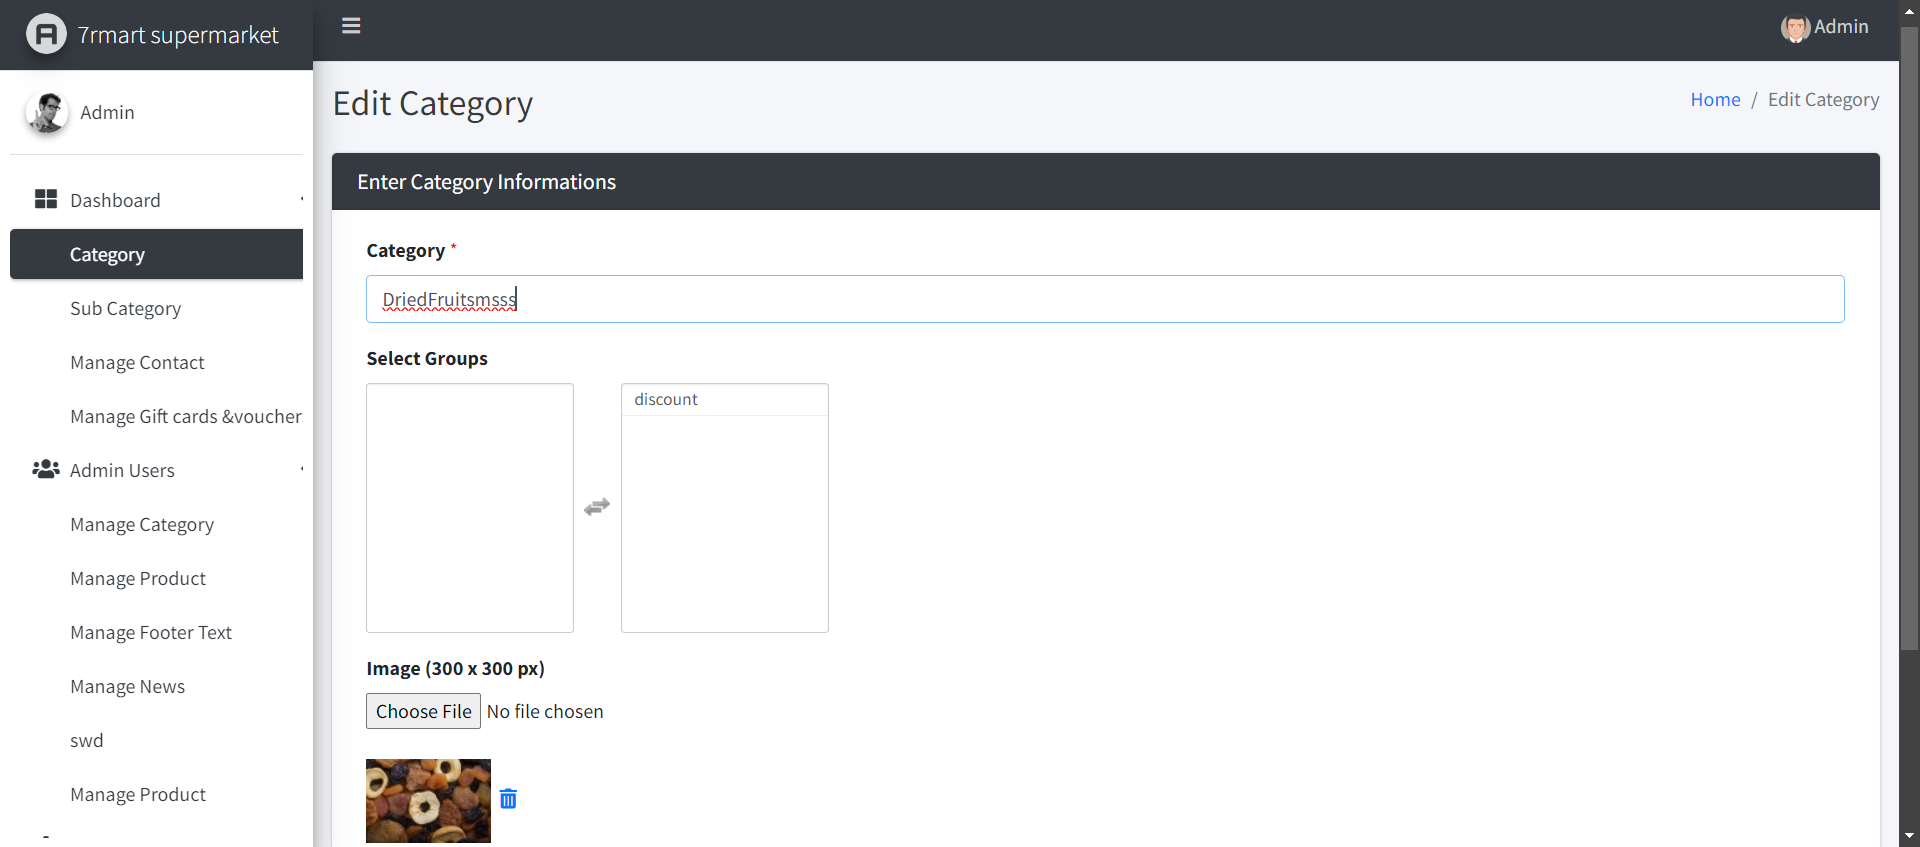 7rmart supermarket
Admin
Admin
Dashboard
Category
Sub Category
Manage Contact
Manage Gift cards &voucher
Admin Users
Manage Category
Manage Product
Manage Footer Text
Manage News
swd
Manage Product
Edit Category
Home / Edit Category
Enter Category Informations
Category *
DriedFruitsmsss
Select Groups
discount
Image (300 x 300 px)
Choose File No file chosen